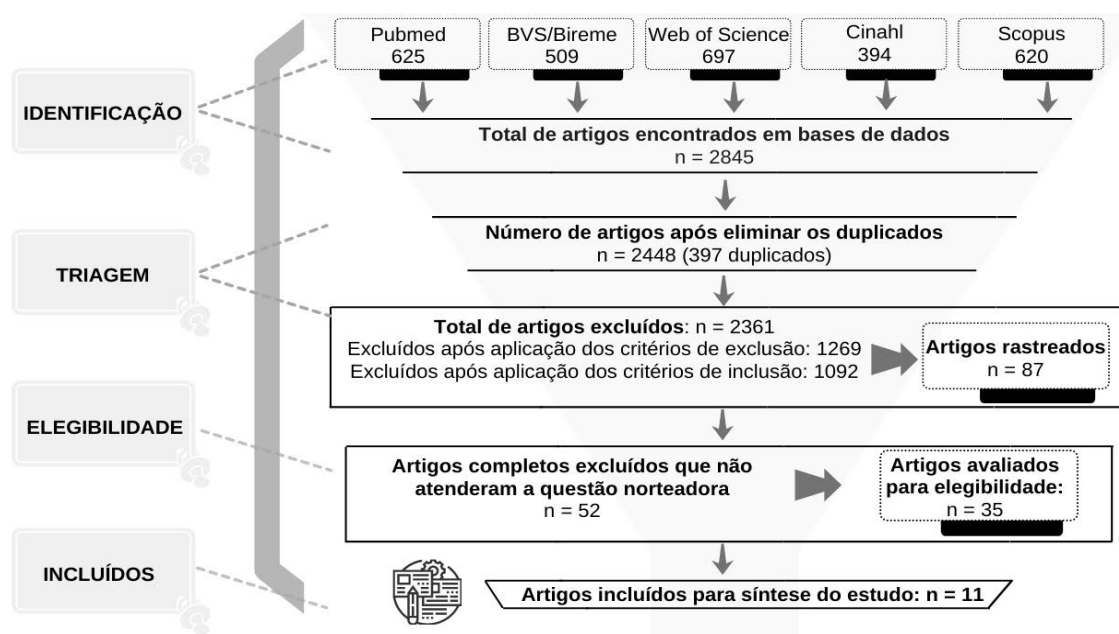 Pubmed
625
BVS/Bireme
509
Web of Science
697
Cinahl
394
Scopus
620
IDENTIFICAÇÃO
Total de artigos encontrados em bases de dados
n = 2845
Número de artigos após eliminar os duplicados
n = 2448 (397 duplicados)
TRIAGEM
Total de artigos excluídos: n = 2361
Excluídos após aplicação dos critérios de exclusão: 1269
Excluídos após aplicação dos critérios de inclusão: 1092
Artigos rastreados
n = 87
ELEGIBILIDADE
Artigos completos excluídos que não
atenderam a questão norteadora
n = 52
Artigos avaliados
para elegibilidade:
n = 35
INCLUÍDOS
Artigos incluídos para síntese do estudo: n = 11